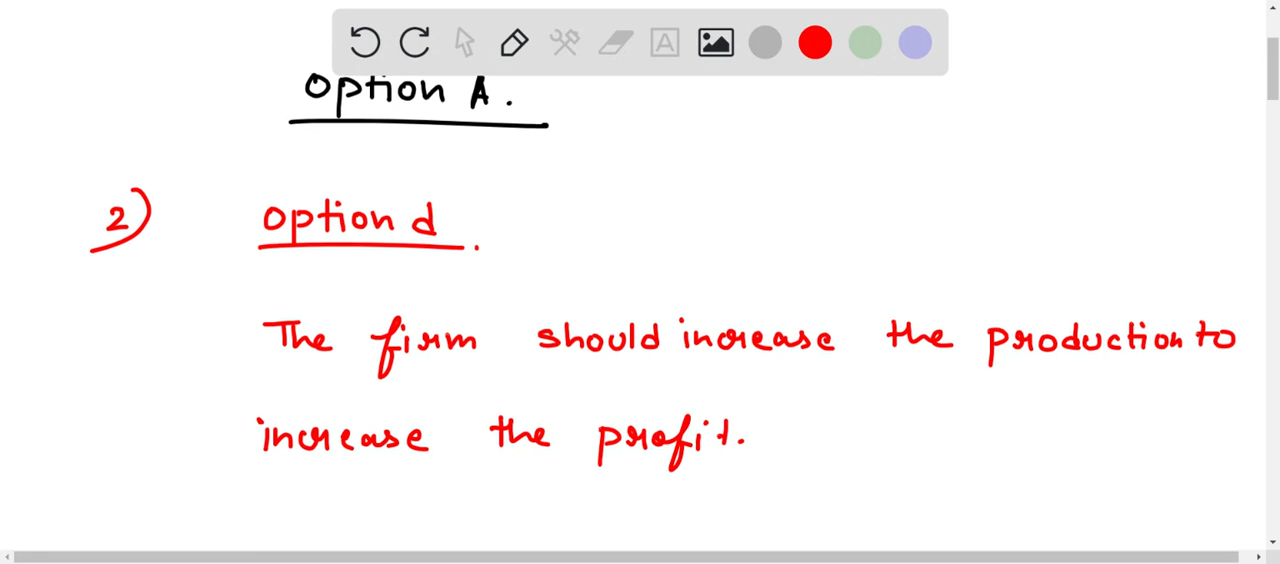 Option A.
2) option d.
The firm should increase the production to
increase the profit.